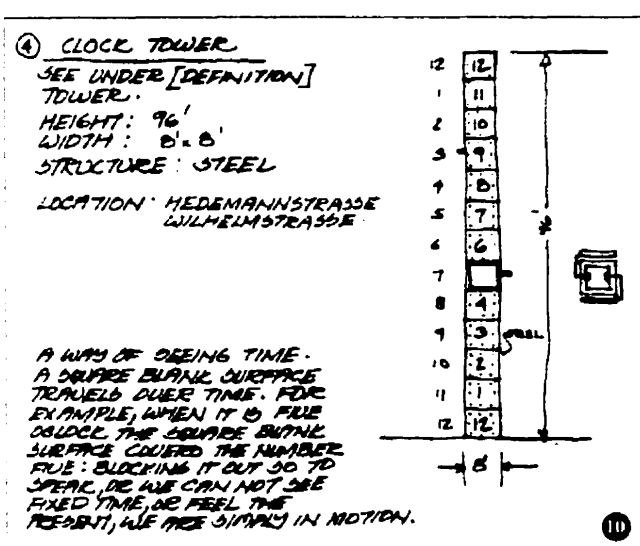 ④ CLOCK TOWER
SEE UNDER [DEFINITION]
TOWER.
HEIGHT: 96'
WIDTH: 8'x8'
STRUCTURE: STEEL
LOCATION: HEDEMANNSTRASSE
WILHELMSTRASSE
A WAY OF SEEING TIME.
A SQUARE BLANK SURFACE
TRAVELS OVER TIME. FOR
EXAMPLE, WHEN IT IS FIVE
OCLOCK THE SQUARE BLANK
SURFACE COVERS THE NUMBER
FIVE: BLOCKING IT OUT SO TO
SPEAK, OR WE CAN NOT SEE
FIXED TIME, OR FEEL THE
PRESENT, WE ARE SIMPLY IN MOTION.
12 12
1 11
2 10
3 9
4 8
5 7
6 6
7
8 4
9 3 STEEL
10 2
11 1
12 12
96'
8'
10